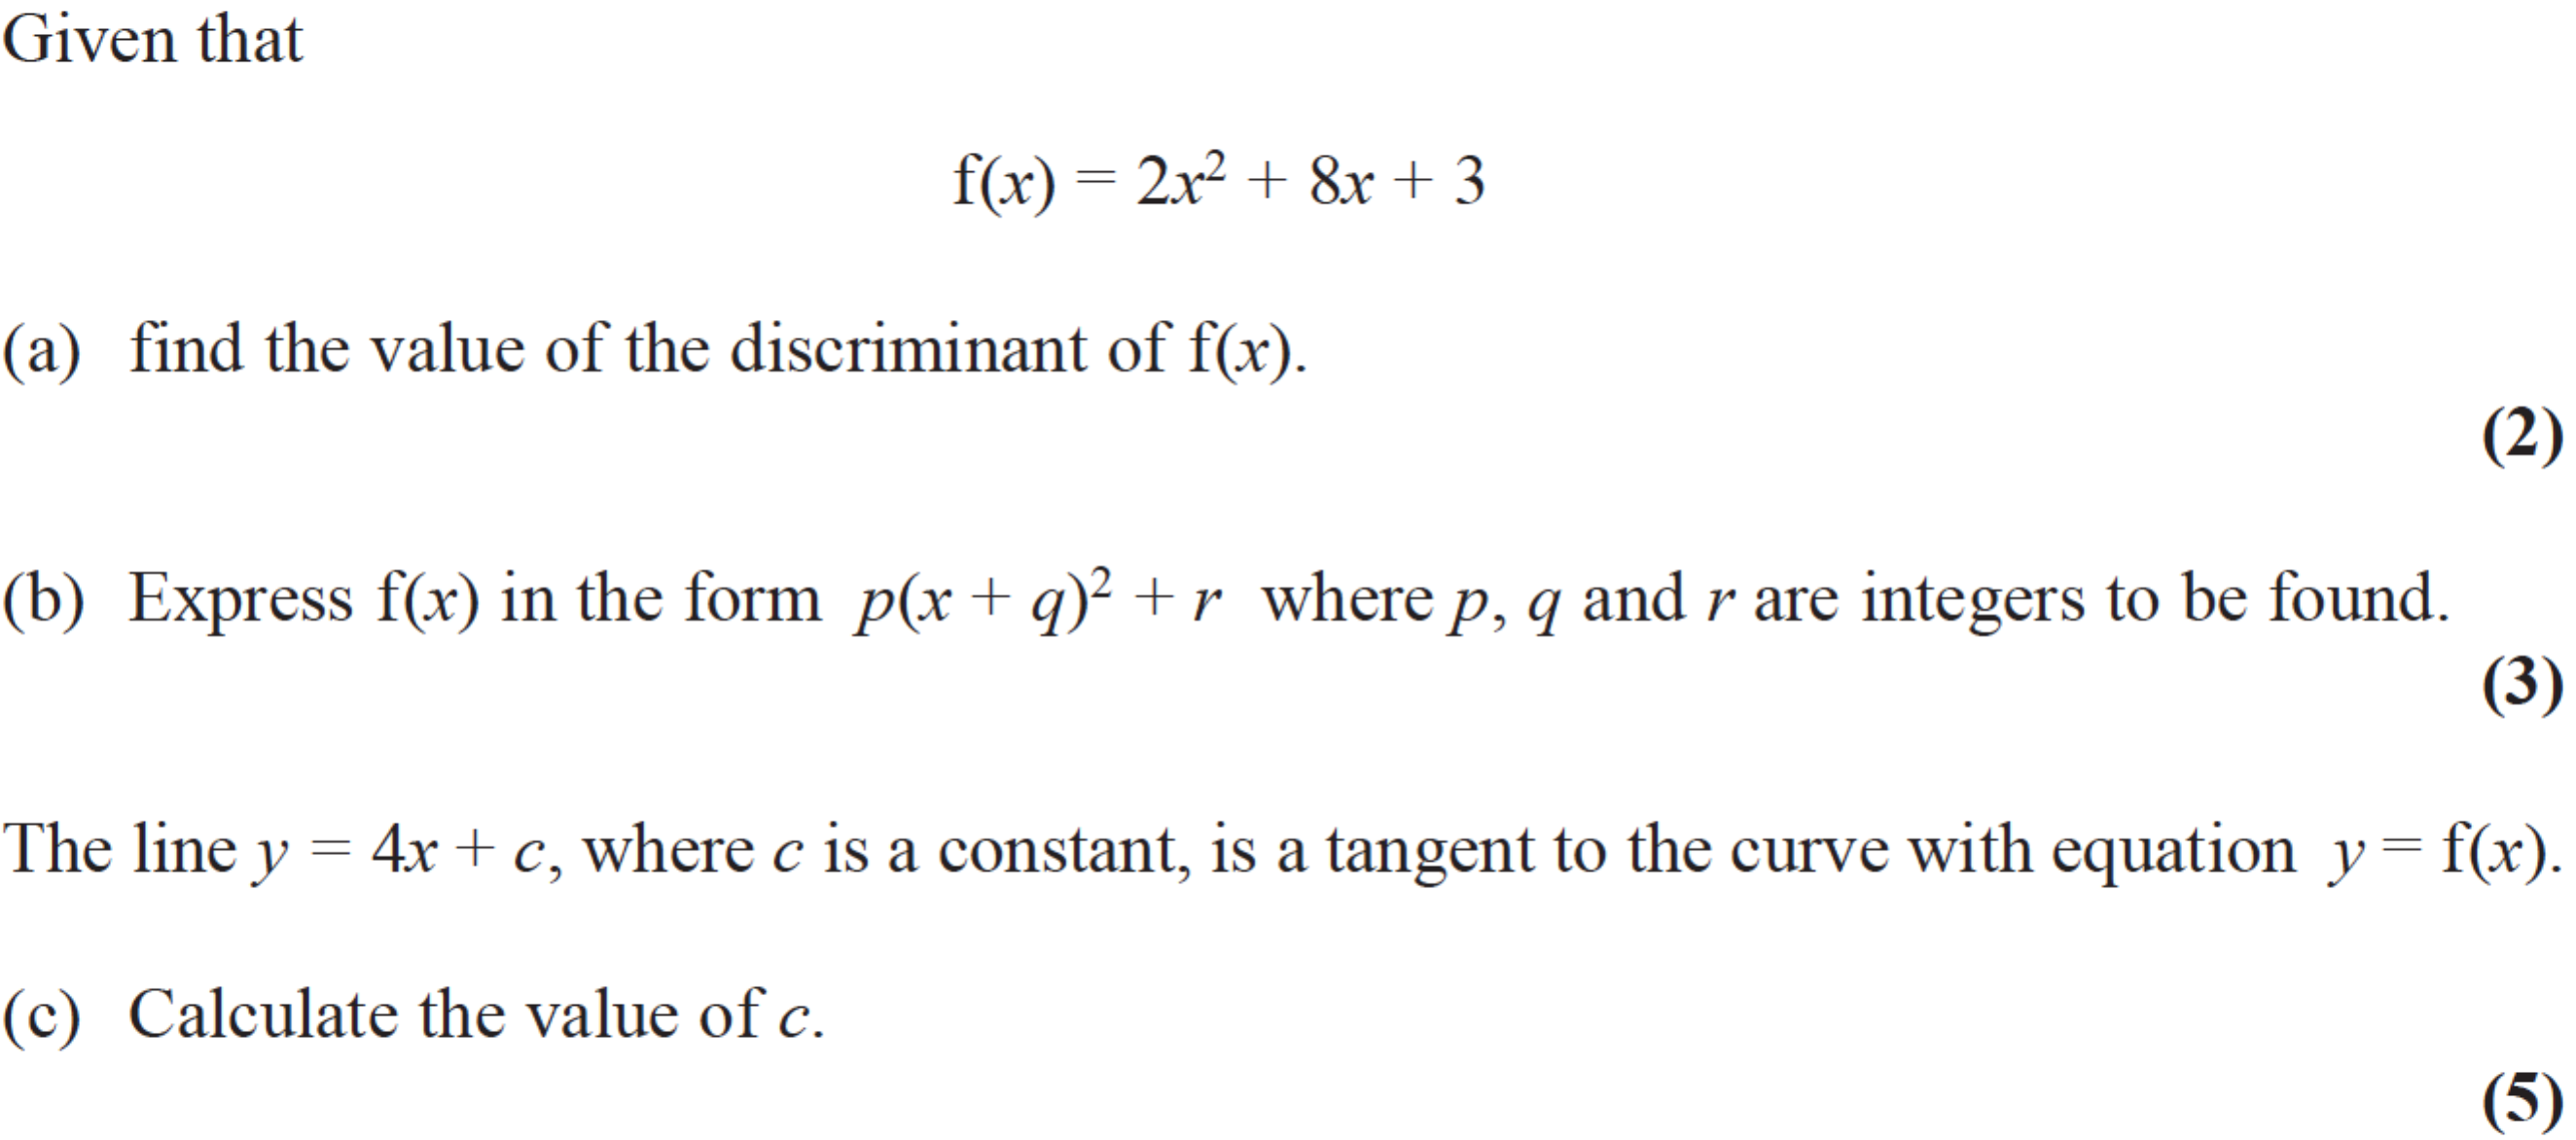 Given that
f(x) = 2x² + 8x + 3
(a) find the value of the discriminant of f(x).
(2)
(b) Express f(x) in the form p(x + q)² + r where p, q and r are integers to be found.
(3)
The line y = 4x + c, where c is a constant, is a tangent to the curve with equation y = f(x).
(c) Calculate the value of c.
(5)